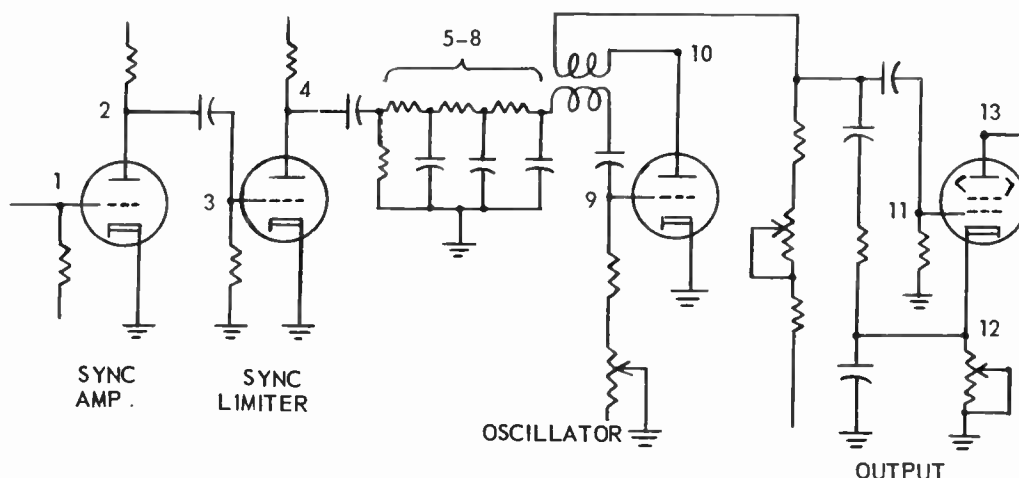 5-8
10
2
4
13
1
3
9
11
12
SYNC
AMP.
SYNC
LIMITER
OSCILLATOR
OUTPUT